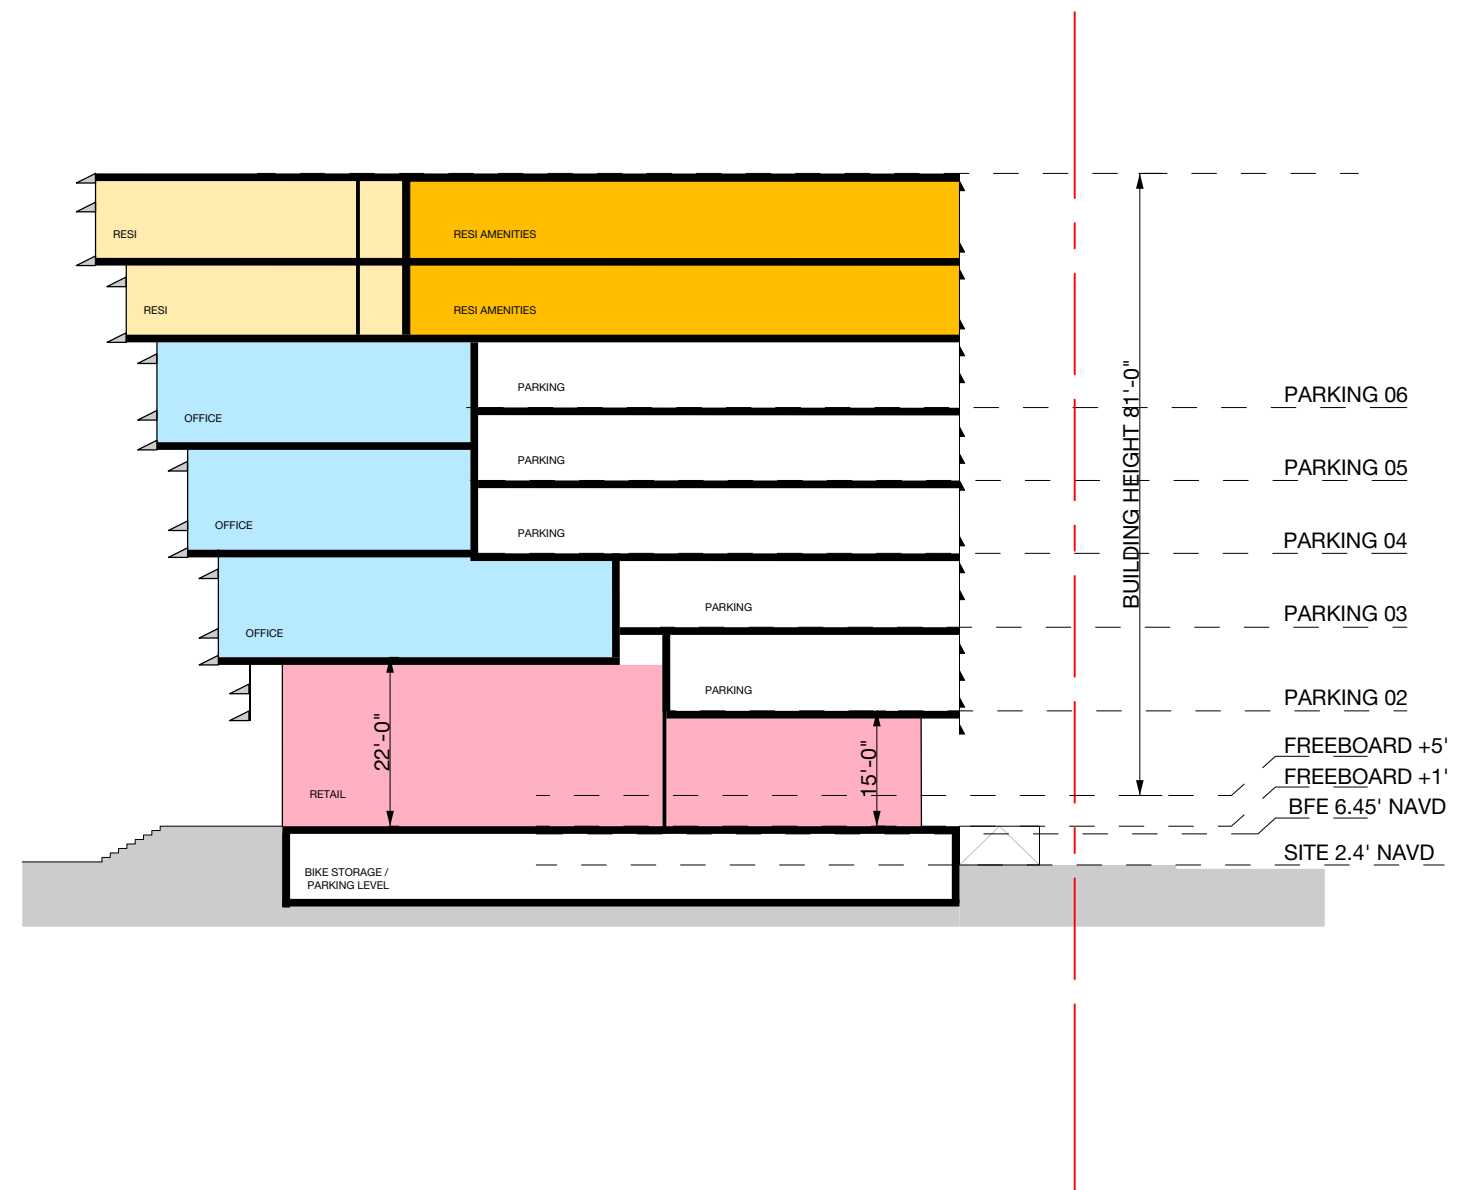 RESI
RESI AMENITIES
RESI
RESI AMENITIES
PARKING
PARKING 06
OFFICE
BUILDING HEIGHT 81'-0"
PARKING
PARKING 05
OFFICE
PARKING
PARKING 04
PARKING
PARKING 03
OFFICE
PARKING
PARKING 02
22'-0"
15'-0"
FREEBOARD +5'
FREEBOARD +1'
RETAIL
BFE 6.45' NAVD
SITE 2.4' NAVD
BIKE STORAGE /
PARKING LEVEL